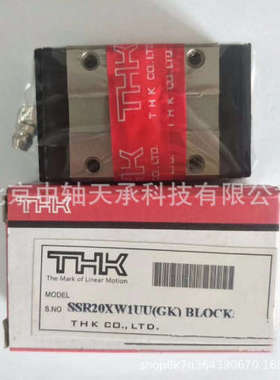 THK
THK CO., LTD.
京中轴天承科技有限公
THK
The Mark of Linear Motion
MODEL
S.NO SSR20XW1UU(GK) BLOCK
THK CO., LTD.